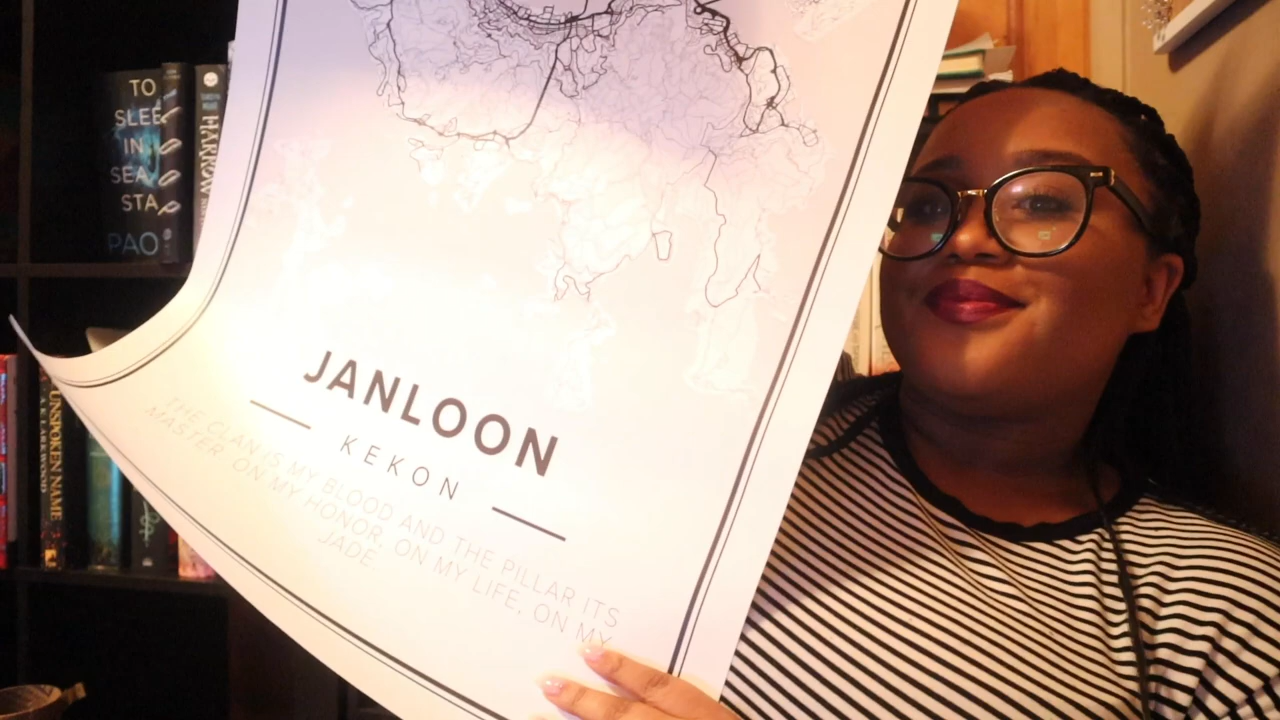 TO
SLEE
IN
SEA
STA
PAO
HARROW
UNSPOKEN NAME
A. K. LARKWOOD
JANLOON
KEKON
THE CLAN IS MY BLOOD AND THE PILLAR ITS
MASTER. ON MY HONOR, ON MY LIFE, ON MY
JADE.